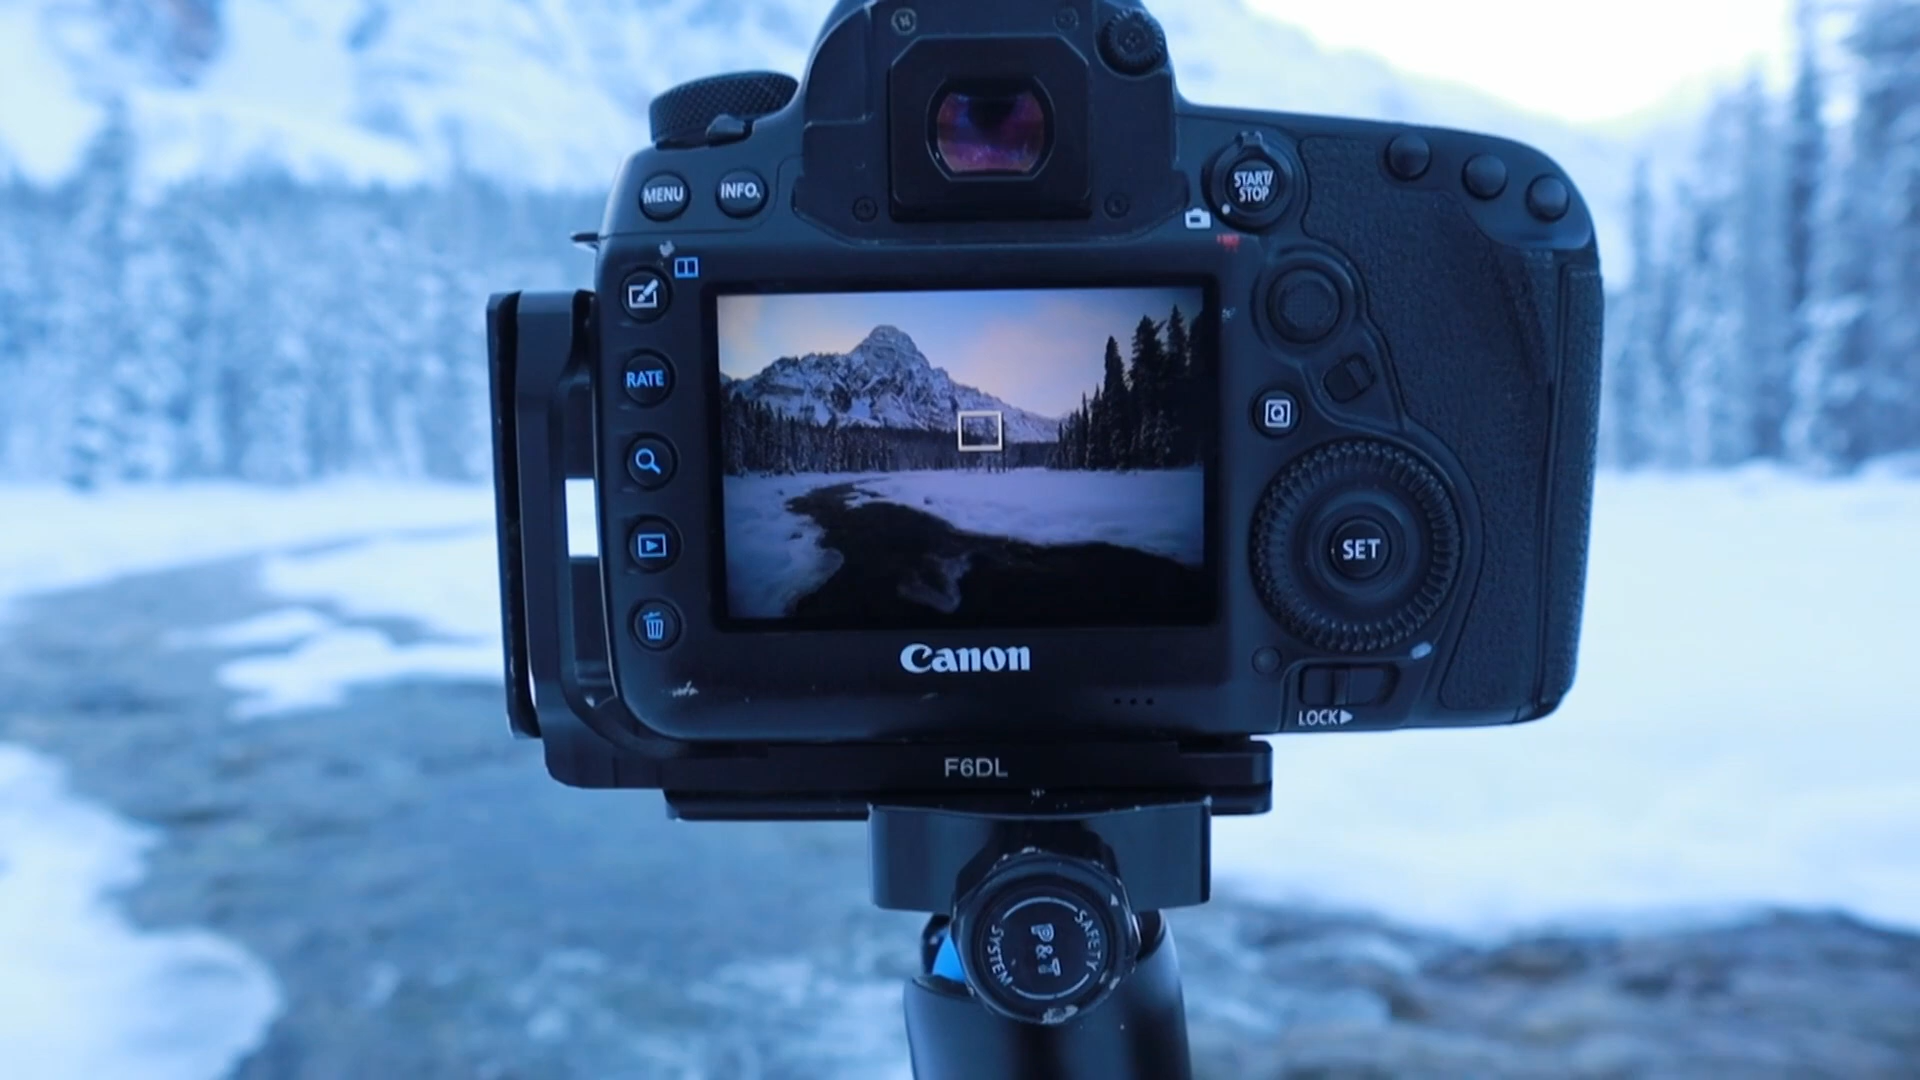 MENU
INFO.
START/
STOP
RATE
Q
SET
Canon
LOCK
F6DL
SAFETY
P&T
SYSTEM